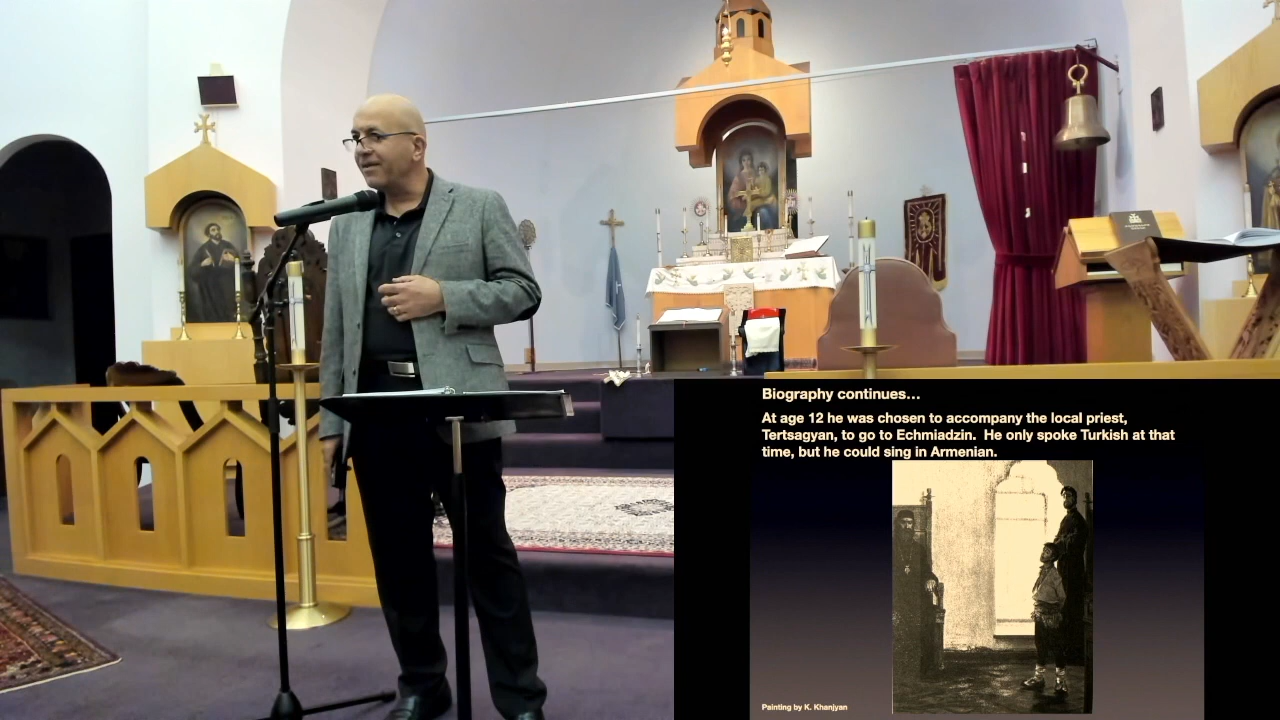 Biography continues…
At age 12 he was chosen to accompany the local priest,
Tertsagyan, to go to Echmiadzin.  He only spoke Turkish at that
time, but he could sing in Armenian.
Painting by K. Khanjyan